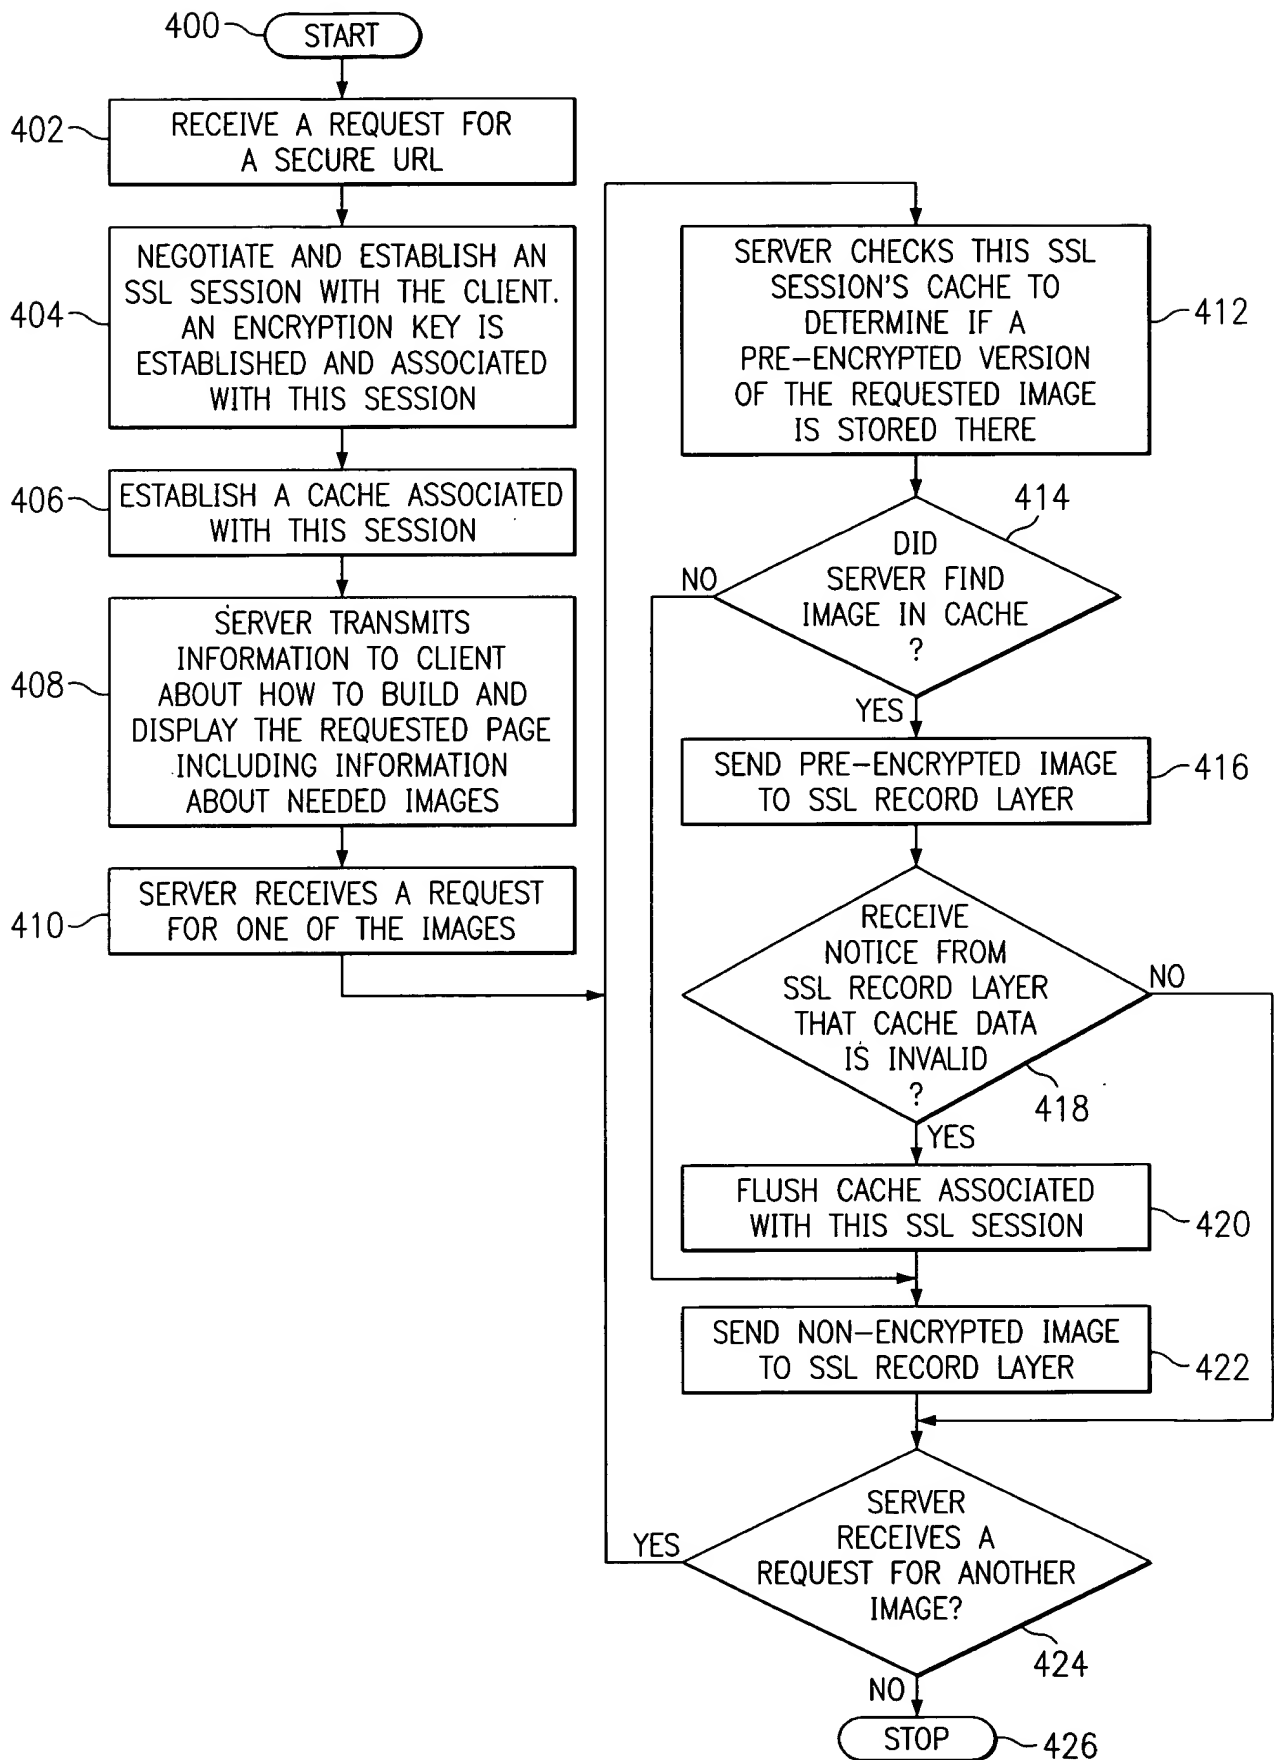 400
START
402
RECEIVE A REQUEST FOR
A SECURE URL
404
NEGOTIATE AND ESTABLISH AN
SSL SESSION WITH THE CLIENT.
AN ENCRYPTION KEY IS
ESTABLISHED AND ASSOCIATED
WITH THIS SESSION
406
ESTABLISH A CACHE ASSOCIATED
WITH THIS SESSION
408
SERVER TRANSMITS
INFORMATION TO CLIENT
ABOUT HOW TO BUILD AND
DISPLAY THE REQUESTED PAGE
INCLUDING INFORMATION
ABOUT NEEDED IMAGES
410
SERVER RECEIVES A REQUEST
FOR ONE OF THE IMAGES
SERVER CHECKS THIS SSL
SESSION'S CACHE TO
DETERMINE IF A
PRE-ENCRYPTED VERSION
OF THE REQUESTED IMAGE
IS STORED THERE
412
414
DID
SERVER FIND
IMAGE IN CACHE
?
NO
YES
SEND PRE-ENCRYPTED IMAGE
TO SSL RECORD LAYER
416
RECEIVE
NOTICE FROM
SSL RECORD LAYER
THAT CACHE DATA
IS INVALID
?
NO
418
YES
FLUSH CACHE ASSOCIATED
WITH THIS SSL SESSION
420
SEND NON-ENCRYPTED IMAGE
TO SSL RECORD LAYER
422
SERVER
RECEIVES A
REQUEST FOR ANOTHER
IMAGE?
YES
424
NO
STOP
426